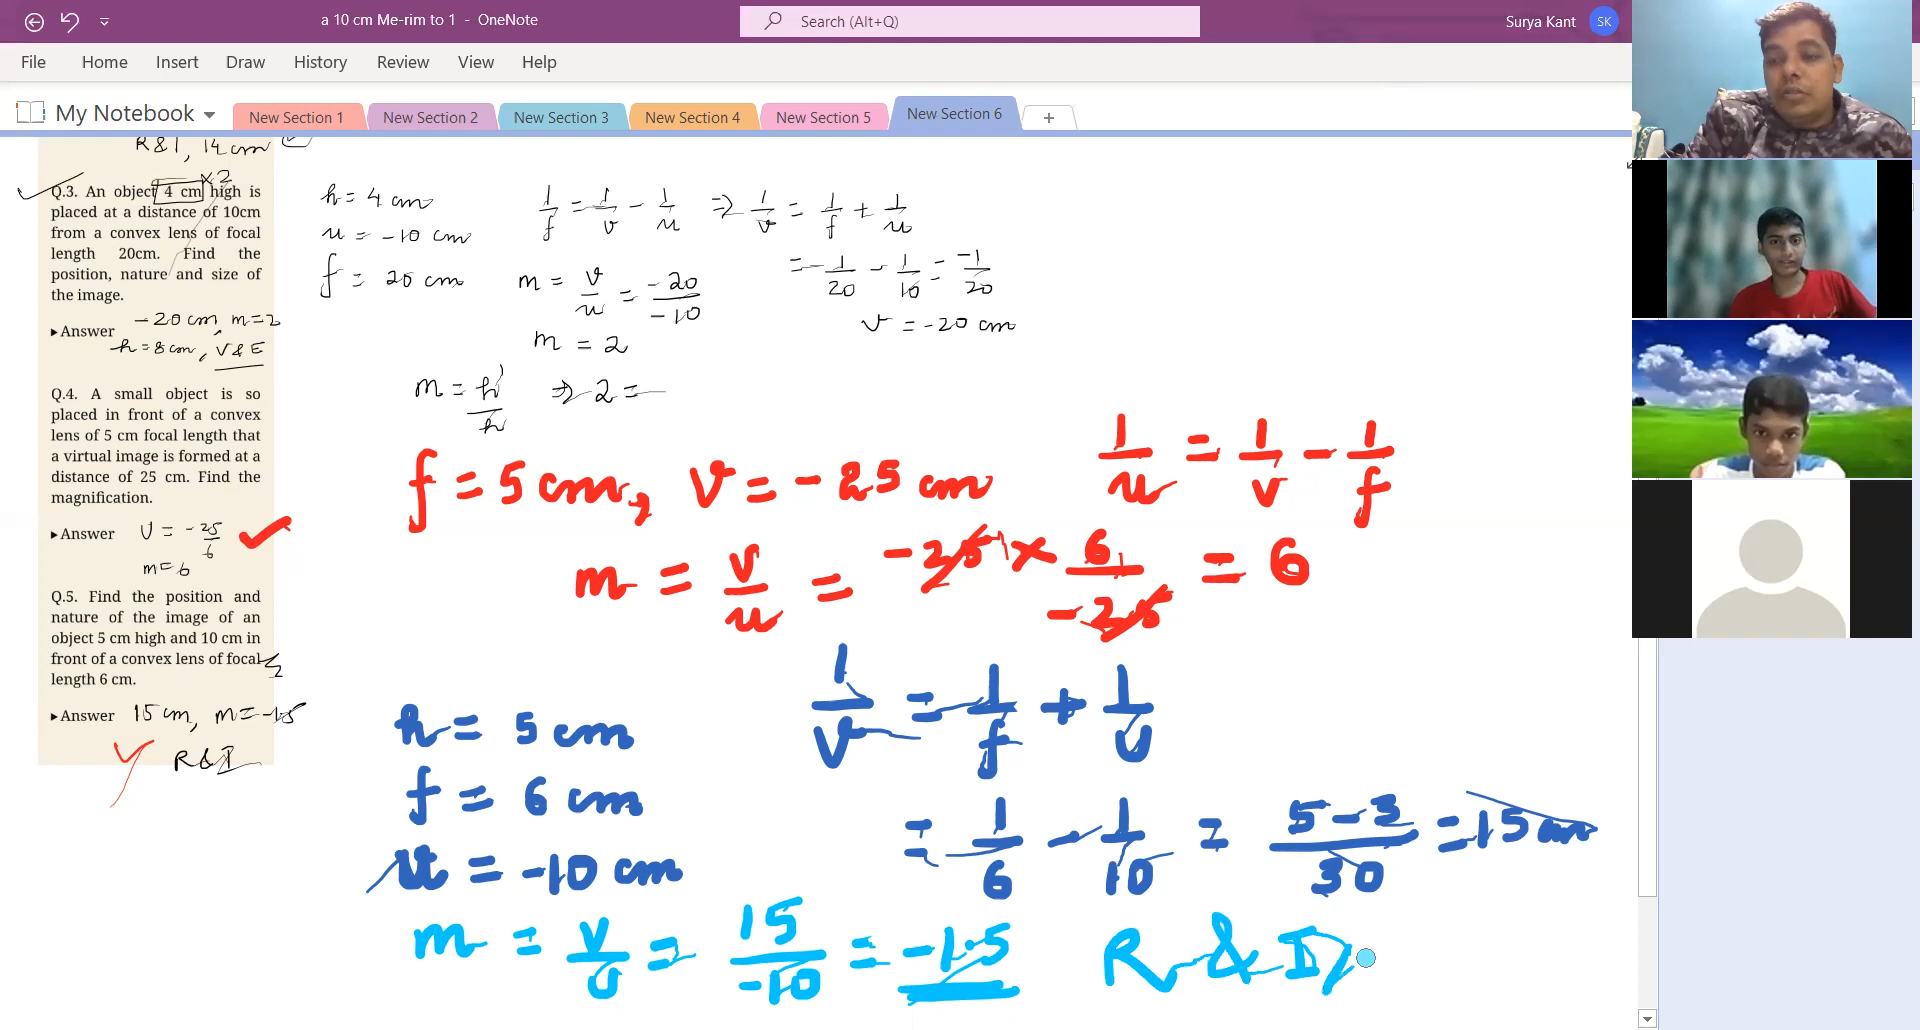 a 10 cm Me-rim to 1 - OneNote
Search (Alt+Q)
Surya Kant
SK
File Home Insert Draw History Review View Help
My Notebook
New Section 1 New Section 2 New Section 3 New Section 4 New Section 5 New Section 6 +
R & I, 14 cm
×2
Q.3. An object 4 cm high is
placed at a distance of 10cm
from a convex lens of focal
length 20cm. Find the
position, nature and size of
the image.
Answer -20 cm, m=2
h = 8 cm, V & E
Q.4. A small object is so
placed in front of a convex
lens of 5 cm focal length that
a virtual image is formed at a
distance of 25 cm. Find the
magnification.
Answer U = -25/6
m = 6
Q.5. Find the position and
nature of the image of an
object 5 cm high and 10 cm in
front of a convex lens of focal
length 6 cm.
Answer 15 cm, m = -1.5
R & I
h = 4 cm
u = -10 cm
f = 20 cm
1/f = 1/v - 1/u ⇒ 1/v = 1/f + 1/u
= 1/20 - 1/10 = -1/20
v = -20 cm
m = v/u = -20/-10
m = 2
m = h'/h ⇒ 2 =
f = 5 cm, v = -25 cm
1/u = 1/v - 1/f
m = v/u = -25 × 6/-25 = 6
h = 5 cm
f = 6 cm
u = -10 cm
1/v = 1/f + 1/u
= 1/6 - 1/10 = 5-3/30 = 15 cm
m = v/u = 15/-10 = -1.5 R & I